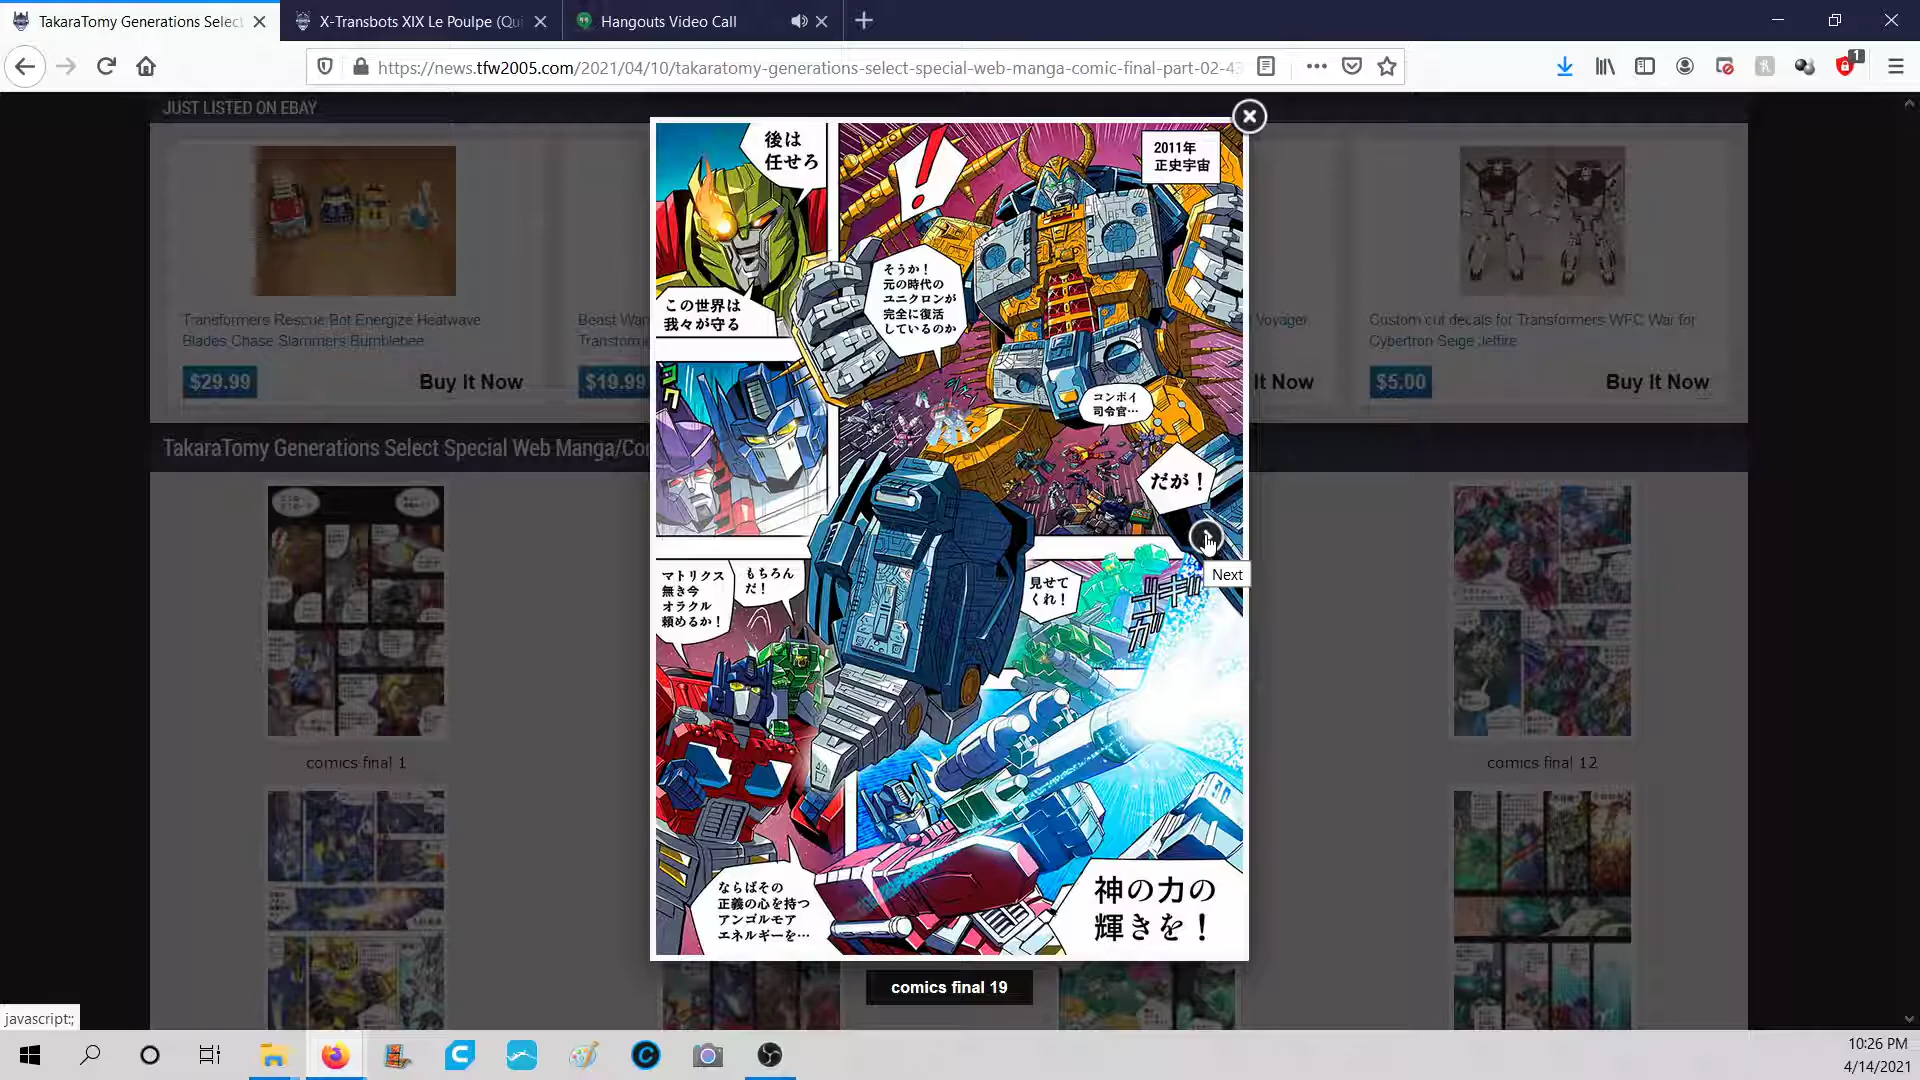 TakaraTomy Generations Select
X-Transbots XIX Le Poulpe (Qui
Hangouts Video Call
https://news.tfw2005.com/2021/04/10/takaratomy-generations-select-special-web-manga-comic-final-part-02-43
1
JUST LISTED ON EBAY
Transformers Rescue Bot Energize Heatwave
Blades Chase Slammers Bumblebee
$29.99
Buy It Now
Beast War
Transform
$19.99
Voyager
It Now
Custom cut decals for Transformers WFC War for
Cybertron Seige Jetfire
$5.00
Buy It Now
TakaraTomy Generations Select Special Web Manga/Co
後は
任せろ
この世界は
我々が守る
！
2011年
正史宇宙
そうか！
元の時代の
ユニクロンが
完全に復活
しているのか
コンボイ
司令官…
だが！
マトリクス
無き今
オラクル
頼めるか！
もちろん
だ！
見せて
くれ！
ならばその
正義の心を持つ
アンゴルモア
エネルギーを…
神の力の
輝きを！
Next
comics final 1
comics final 12
comics final 19
javascript:;
10:26 PM
4/14/2021